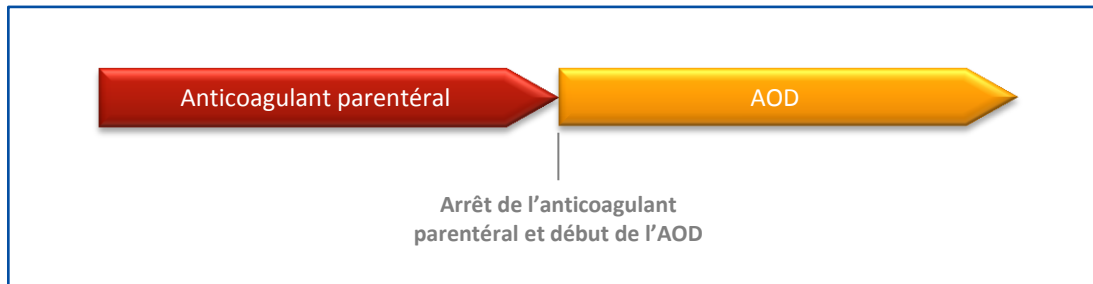 Anticoagulant parentéral
AOD
Arrêt de l’anticoagulant
parentéral et début de l’AOD